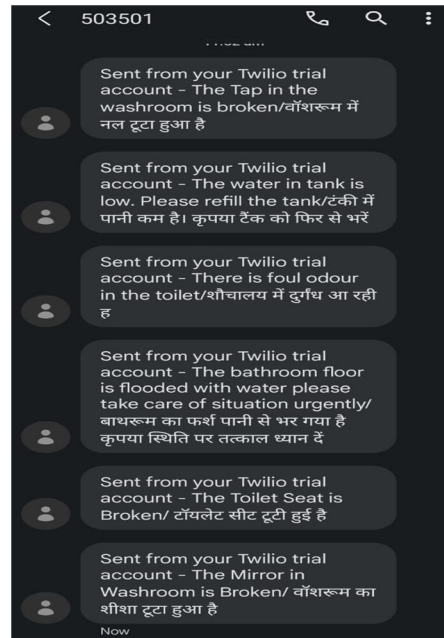 503501
Sent from your Twilio trial
account - The Tap in the
washroom is broken/वॉशरूम में
नल टूटा हुआ है
Sent from your Twilio trial
account - The water in tank is
low. Please refill the tank/टंकी में
पानी कम है। कृपया टैंक को फिर से भरें
Sent from your Twilio trial
account - There is foul odour
in the toilet/शौचालय में दुर्गंध आ रही
ह
Sent from your Twilio trial
account - The bathroom floor
is flooded with water please
take care of situation urgently/
बाथरूम का फर्श पानी से भर गया है
कृपया स्थिति पर तत्काल ध्यान दें
Sent from your Twilio trial
account - The Toilet Seat is
Broken/ टॉयलेट सीट टूटी हुई है
Sent from your Twilio trial
account - The Mirror in
Washroom is Broken/ वॉशरूम का
शीशा टूटा हुआ है
Now